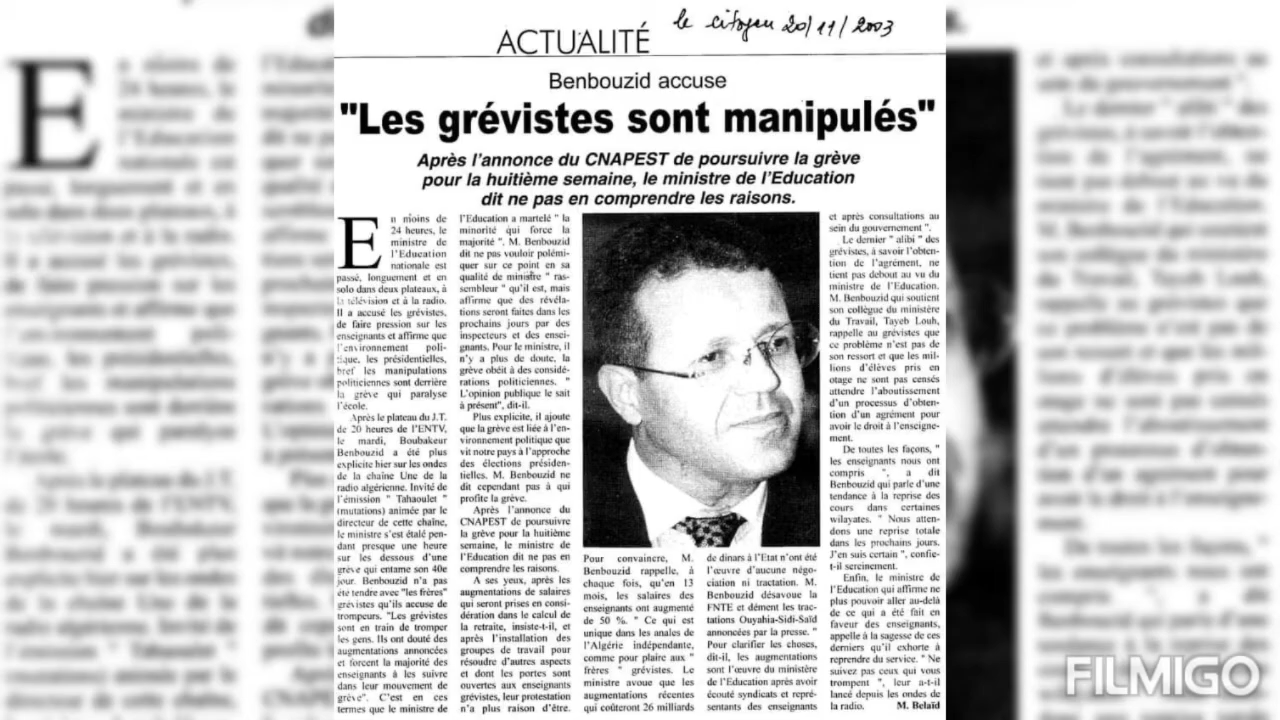 le citoyen 20/11/2003
ACTUALITÉ
Benbouzid accuse
"Les grévistes sont manipulés"
Après l'annonce du CNAPEST de poursuivre la grève
pour la huitième semaine, le ministre de l'Education
dit ne pas en comprendre les raisons.
En moins de
24 heures, le
ministre de
l'Education
nationale est
passé, longuement et en
solo dans deux plateaux, à
la télévision et à la radio.
Il a accusé les grévistes,
de faire pression sur les
enseignants et affirme que
l'environnement poli-
tique, les présidentielles,
bref les manipulations
politiciennes sont derrière
la grève qui paralyse
l'école.
Après le plateau du J.T.
de 20 heures de l'ENTV,
le mardi, Boubakeur
Benbouzid a été plus
explicite hier sur les ondes
de la chaîne Une de la
radio algérienne. Invité de
l'émission " Tahaoulet "
(mutations) animée par le
directeur de cette chaîne,
le ministre s'est étalé pen-
dant presque une heure
sur les dessous d'une
grève qui entame son 40e
jour. Benbouzid n'a pas
été tendre avec "les frères"
grévistes qu'ils accuse de
trompeurs. "Les grévistes
sont en train de tromper
les gens. Ils ont douté des
augmentations annoncées
et forcent la majorité des
enseignants à les suivre
dans leur mouvement de
grève". C'est en ces
termes que le ministre de
l'Education a martelé " la
minorité qui force la
majorité ". M. Benbouzid
dit ne pas vouloir polémi-
quer sur ce point en sa
qualité de ministre " ras-
sembleur " qu'il est, mais
affirme que des révéla-
tions seront faites dans les
prochains jours par des
inspecteurs et des ensei-
gnants. Pour le ministre, il
n'y a plus de doute, la
grève obéit à des considé-
rations politiciennes. "
L'opinion publique le sait
à présent", dit-il.
Plus explicite, il ajoute
que la grève est liée à l'en-
vironnement politique que
vit notre pays à l'approche
des élections présiden-
tielles. M. Benbouzid ne
dit cependant pas à qui
profite la grève.
Après l'annonce du
CNAPEST de poursuivre
la grève pour la huitième
semaine, le ministre de
l'Education dit ne pas en
comprendre les raisons.
A ses yeux, après les
augmentations de salaires
qui seront prises en consi-
dération dans le calcul de
la retraite, insiste-t-il, et
après l'installation des
groupes de travail pour
résoudre d'autres aspects
et dont les portes sont
ouvertes aux enseignants
grévistes, leur protestation
n'a plus raison d'être.
Pour convaincre, M.
Benbouzid rappelle, à
chaque fois, qu'en 13
mois, les salaires des
enseignants ont augmenté
de 50 %. " Ce qui est
unique dans les anales de
l'Algérie indépendante,
comme pour plaire aux "
frères " grévistes. Le
ministre avoue que les
augmentations récentes
qui coûteront 26 milliards
de dinars à l'Etat n'ont été
l'œuvre d'aucune négo-
ciation ni tractation. M.
Benbouzid désavoue la
FNTE et dément les trac-
tations Ouyahia-Sidi-Saïd
annoncées par la presse. "
Pour clarifier les choses,
dit-il, les augmentations
sont l'œuvre du ministre
de l'Education après avoir
écouté syndicats et repré-
sentants des enseignants
et après consultations au
sein du gouvernement ".
Le dernier " alibi " des
grévistes, à savoir l'obten-
tion de l'agrément, ne
tient pas debout au vu du
ministre de l'Education.
M. Benbouzid qui soutient
son collègue du ministère
du Travail, Tayeb Louh,
rappelle au grévistes que
ce problème n'est pas de
son ressort et que les mil-
lions d'élèves pris en
otage ne sont pas censés
attendre l'aboutissement
d'un processus d'obten-
tion d'un agrément pour
avoir le droit à l'enseigne-
ment.
De toutes les façons, "
les enseignants nous ont
compris ", a dit
Benbouzid qui parle d'une
tendance à la reprise des
cours dans certaines
wilayates. " Nous atten-
dons une reprise totale
dans les prochains jours.
J'en suis certain ", confie-
t-il sereinement.
Enfin, le ministre de
l'Education qui affirme ne
plus pouvoir aller au-delà
de ce qui a été fait en
faveur des enseignants,
appelle à la sagesse de ces
derniers qu'il exhorte à
reprendre du service. " Ne
suivez pas ceux qui vous
trompent ", leur a-t-il
lancé depuis les ondes de
la radio. M. Belaïd
FILMIGO